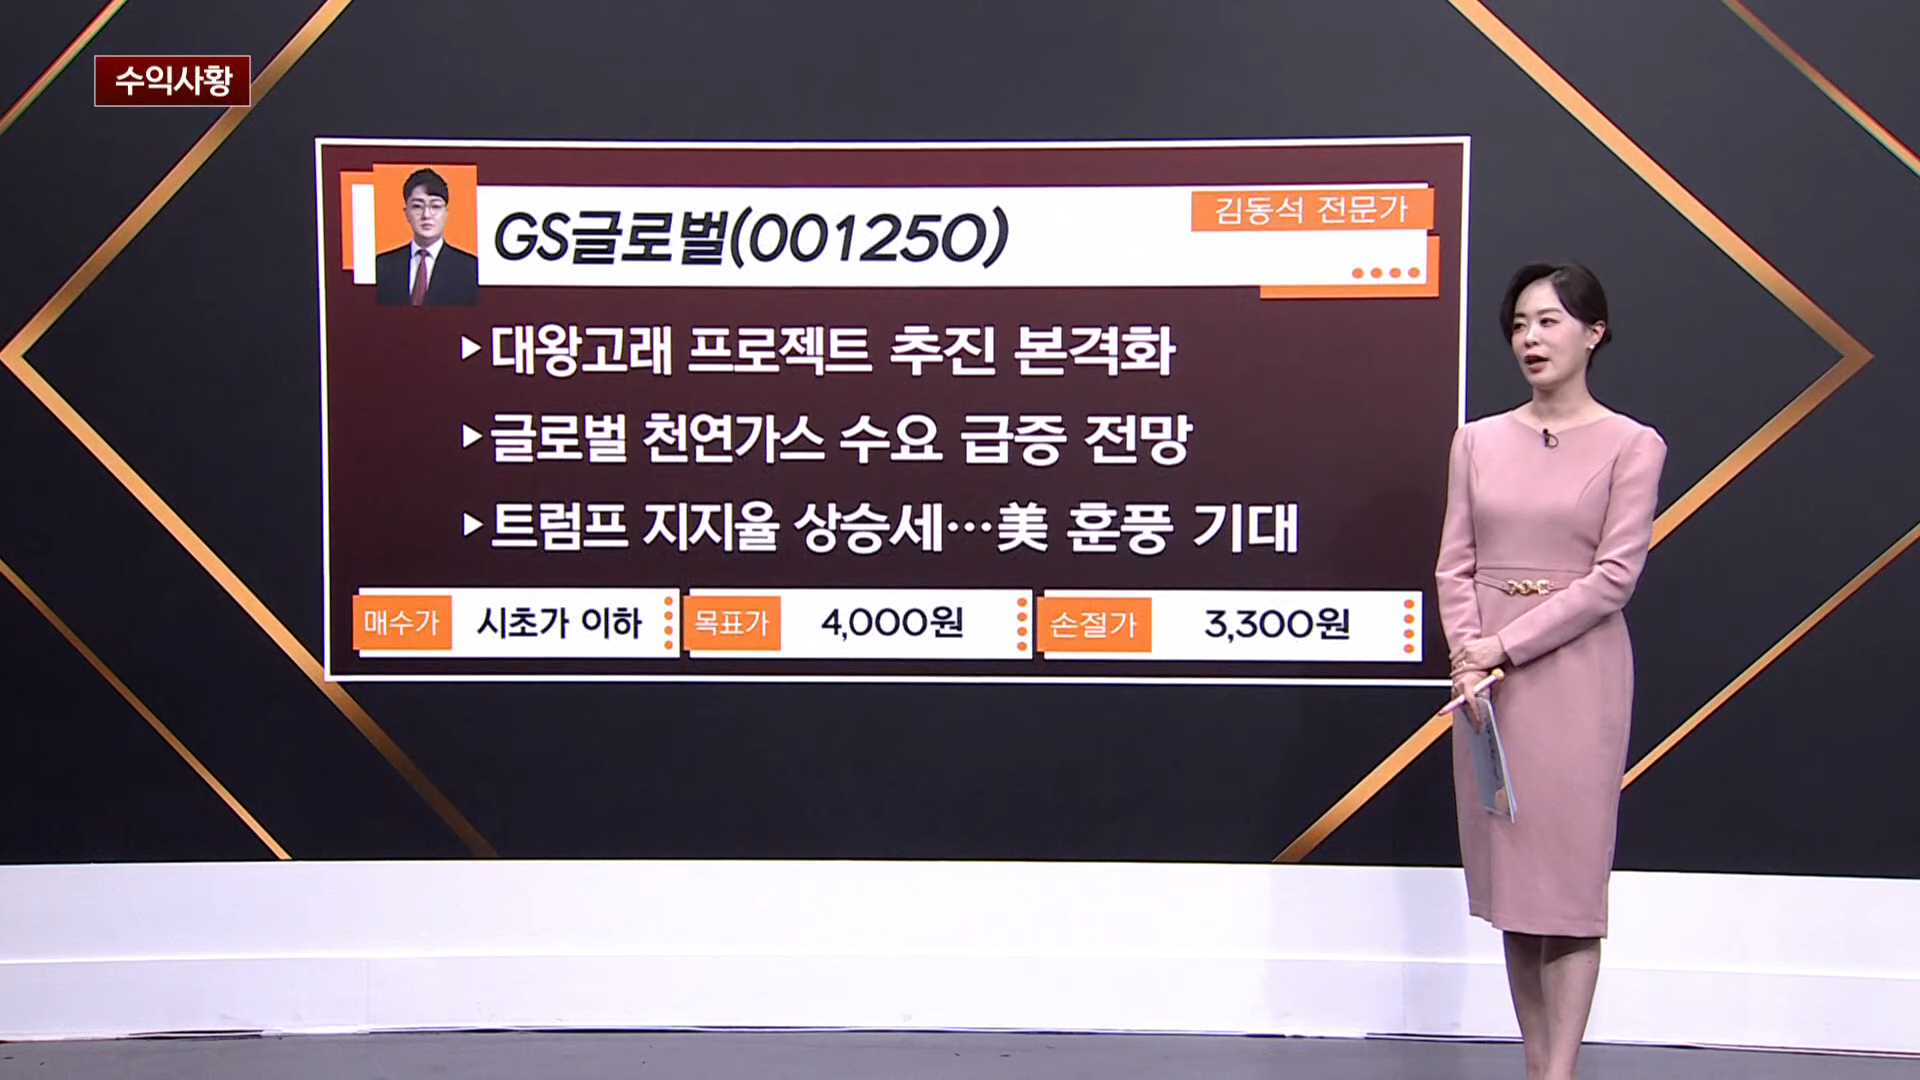 수익사황
GS글로벌(001250)
김동석 전문가
▶대왕고래 프로젝트 추진 본격화
▶글로벌 천연가스 수요 급증 전망
▶트럼프 지지율 상승세…美 훈풍 기대
매수가 시초가 이하 목표가 4,000원 손절가 3,300원